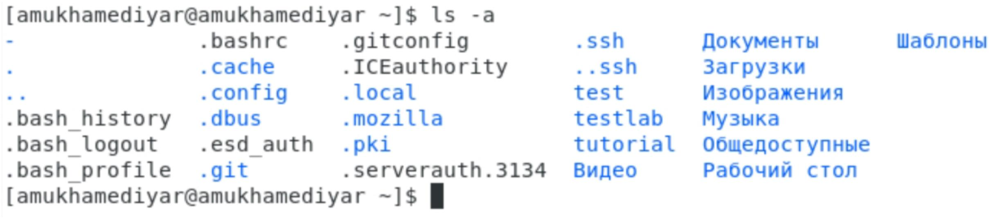 [amukhamediyar@amukhamediyar ~]$ ls -a
-                .bashrc     .gitconfig         .ssh      Документы      Шаблоны
.                .cache      .ICEauthority      ..ssh     Загрузки
..               .config     .local             test      Изображения
.bash_history    .dbus       .mozilla           testlab   Музыка
.bash_logout     .esd_auth   .pki               tutorial  Общедоступные
.bash_profile    .git        .serverauth.3134   Видео     Рабочий стол
[amukhamediyar@amukhamediyar ~]$